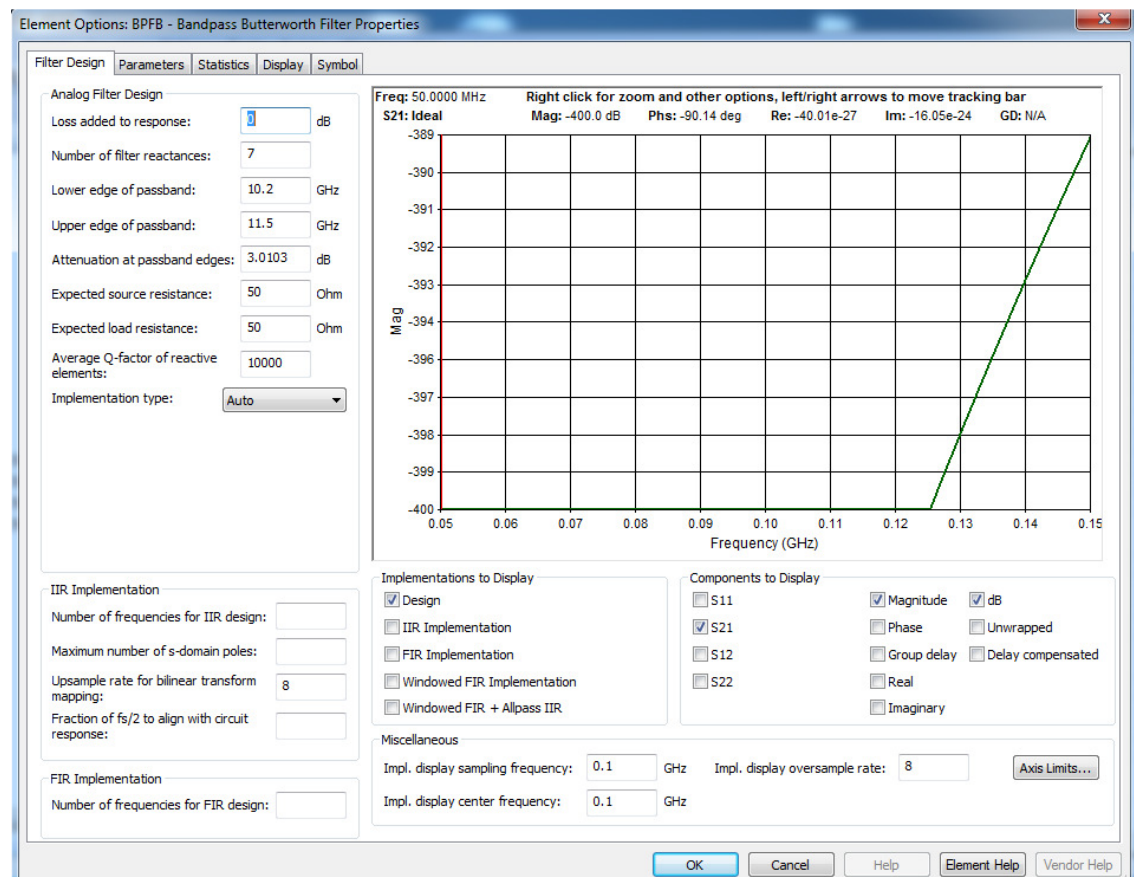 Element Options: BPFB - Bandpass Butterworth Filter Properties
Filter Design Parameters Statistics Display Symbol
Analog Filter Design
Loss added to response: 0 dB
Number of filter reactances: 7
Lower edge of passband: 10.2 GHz
Upper edge of passband: 11.5 GHz
Attenuation at passband edges: 3.0103 dB
Expected source resistance: 50 Ohm
Expected load resistance: 50 Ohm
Average Q-factor of reactive
elements: 10000
Implementation type: Auto
IIR Implementation
Number of frequencies for IIR design:
Maximum number of s-domain poles:
Upsample rate for bilinear transform
mapping: 8
Fraction of fs/2 to align with circuit
response:
FIR Implementation
Number of frequencies for FIR design:
Freq: 50.0000 MHz Right click for zoom and other options, left/right arrows to move tracking bar
S21: Ideal Mag: -400.0 dB Phs: -90.14 deg Re: -40.01e-27 Im: -16.05e-24 GD: N/A
-389
-390
-391
-392
-393
-394
-395
-396
-397
-398
-399
-400
Mag
0.05 0.06 0.07 0.08 0.09 0.10 0.11 0.12 0.13 0.14 0.15
Frequency (GHz)
Implementations to Display
Design
IIR Implementation
FIR Implementation
Windowed FIR Implementation
Windowed FIR + Allpass IIR
Components to Display
S11 Magnitude dB
S21 Phase Unwrapped
S12 Group delay Delay compensated
S22 Real
Imaginary
Miscellaneous
Impl. display sampling frequency: 0.1 GHz Impl. display oversample rate: 8 Axis Limits...
Impl. display center frequency: 0.1 GHz
OK Cancel Help Element Help Vendor Help